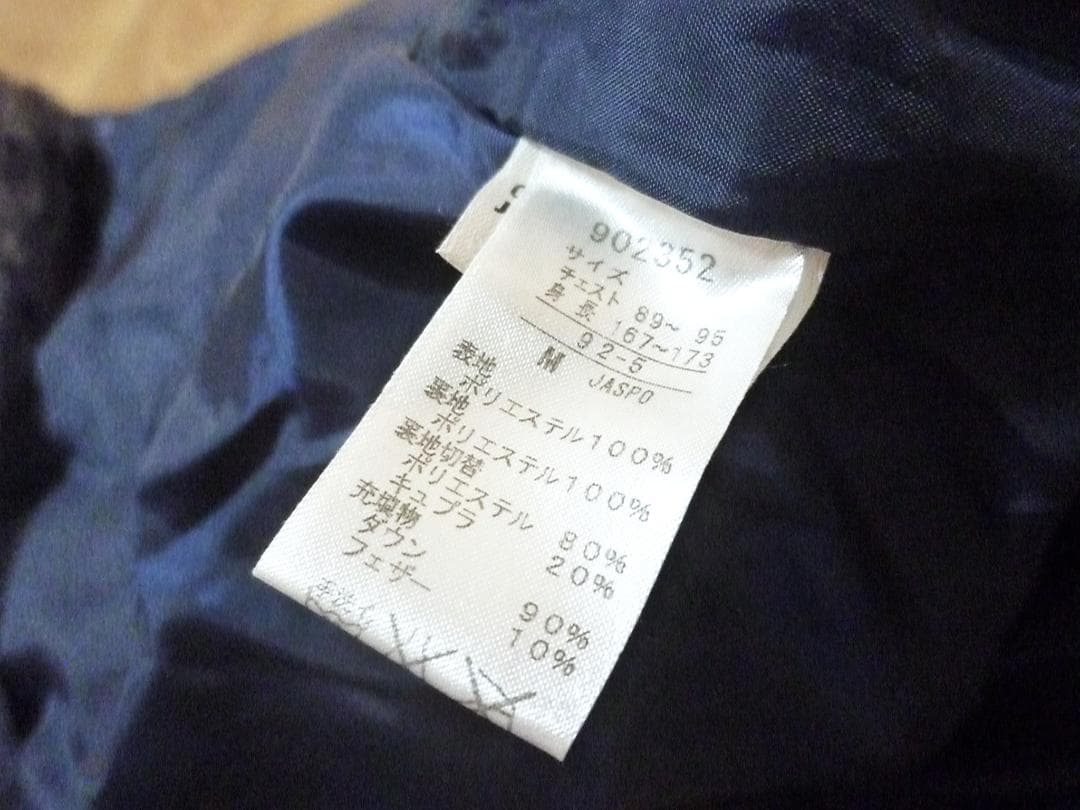 902352
サイズ
チェスト 89～ 95
身長 167～173
92-5
M JASPO
表地
ポリエステル100%
裏地
ポリエステル100%
裏地切替
ポリエステル 80%
キュプラ 20%
充填物
ダウン 90%
フェザー 10%